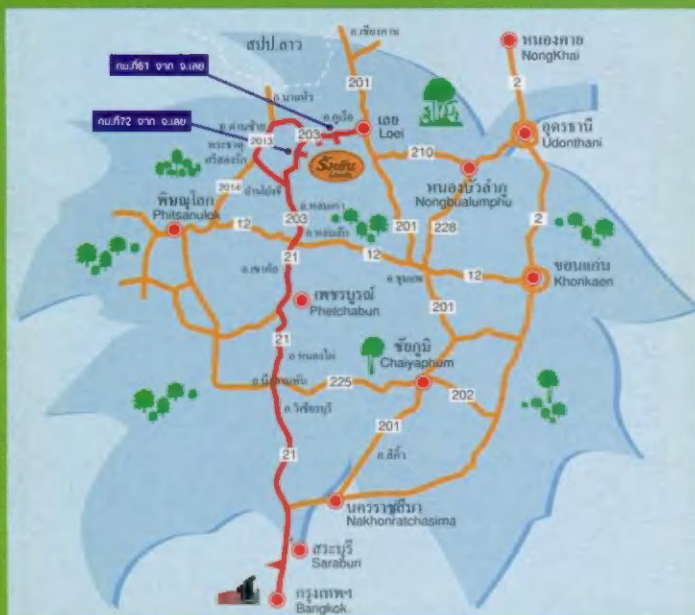 สปป.ลาว
อ.เชียงคาน
หนองคาย
NongKhai
กม.ที่61 จาก จ.เลย
อ.นาแห้ว
201
2
กม.ที่72 จาก จ.เลย
อ.ด่านซ้าย
อ.ภูเรือ
203
เลย
Loei
อุดรธานี
Udonthani
พระธาตุ
ศรีสองรัก
2013
210
หนองบัวลำภู
Nongbualumphu
พิษณุโลก
Phitsanulok
2014
อ.หล่มเก่า
203
12
อ.หล่มสัก
201
228
2
21
12
อ.ชุมแพ
12
ขอนแก่น
Khonkaen
เพชรบูรณ์
Phetchabun
201
21
อ.หนองไผ่
ชัยภูมิ
Chaiyaphum
225
202
อ.วิเชียรบุรี
201
21
อ.สีคิ้ว
นครราชสีมา
Nakhonratchasima
สระบุรี
Saraburi
กรุงเทพฯ
Bangkok